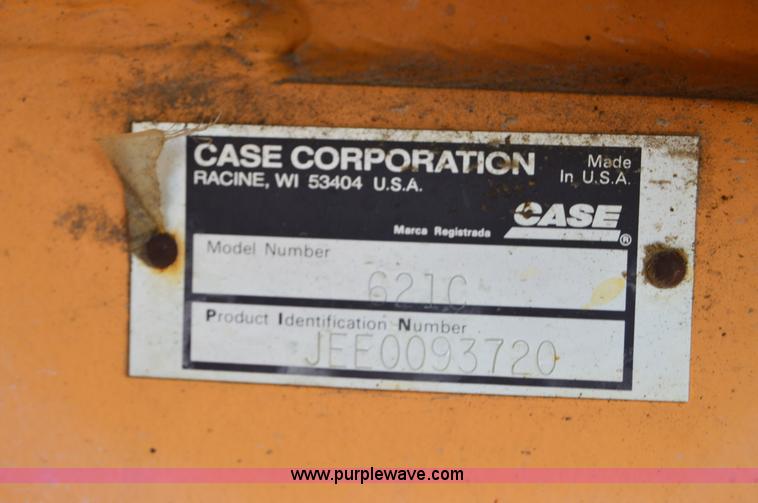 CASE CORPORATION Made
RACINE, WI 53404 U.S.A. In U.S.A.
Marca Registrada CASE ®
Model Number
621C
Product Identification Number
JEE0093720
www.purplewave.com